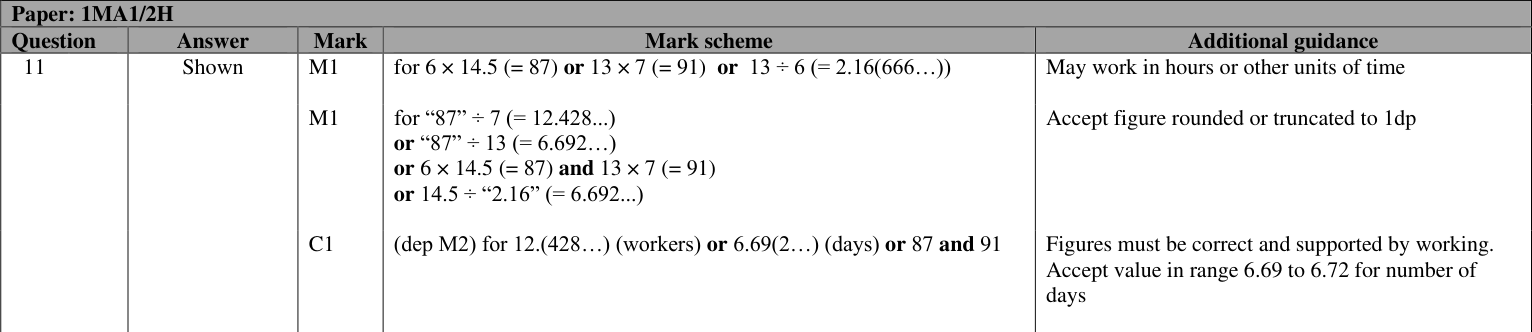 Paper: 1MA1/2H
Question Answer Mark Mark scheme Additional guidance
11 Shown M1 for 6 × 14.5 (= 87) or 13 × 7 (= 91) or 13 ÷ 6 (= 2.16(666…)) May work in hours or other units of time
M1 for “87” ÷ 7 (= 12.428...) Accept figure rounded or truncated to 1dp
or “87” ÷ 13 (= 6.692…)
or 6 × 14.5 (= 87) and 13 × 7 (= 91)
or 14.5 ÷ “2.16” (= 6.692...)
C1 (dep M2) for 12.(428…) (workers) or 6.69(2…) (days) or 87 and 91 Figures must be correct and supported by working.
Accept value in range 6.69 to 6.72 for number of
days